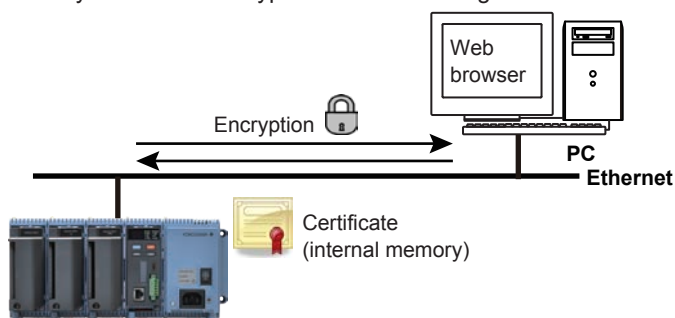 Web
browser
Encryption
PC
Ethernet
Certificate
(internal memory)